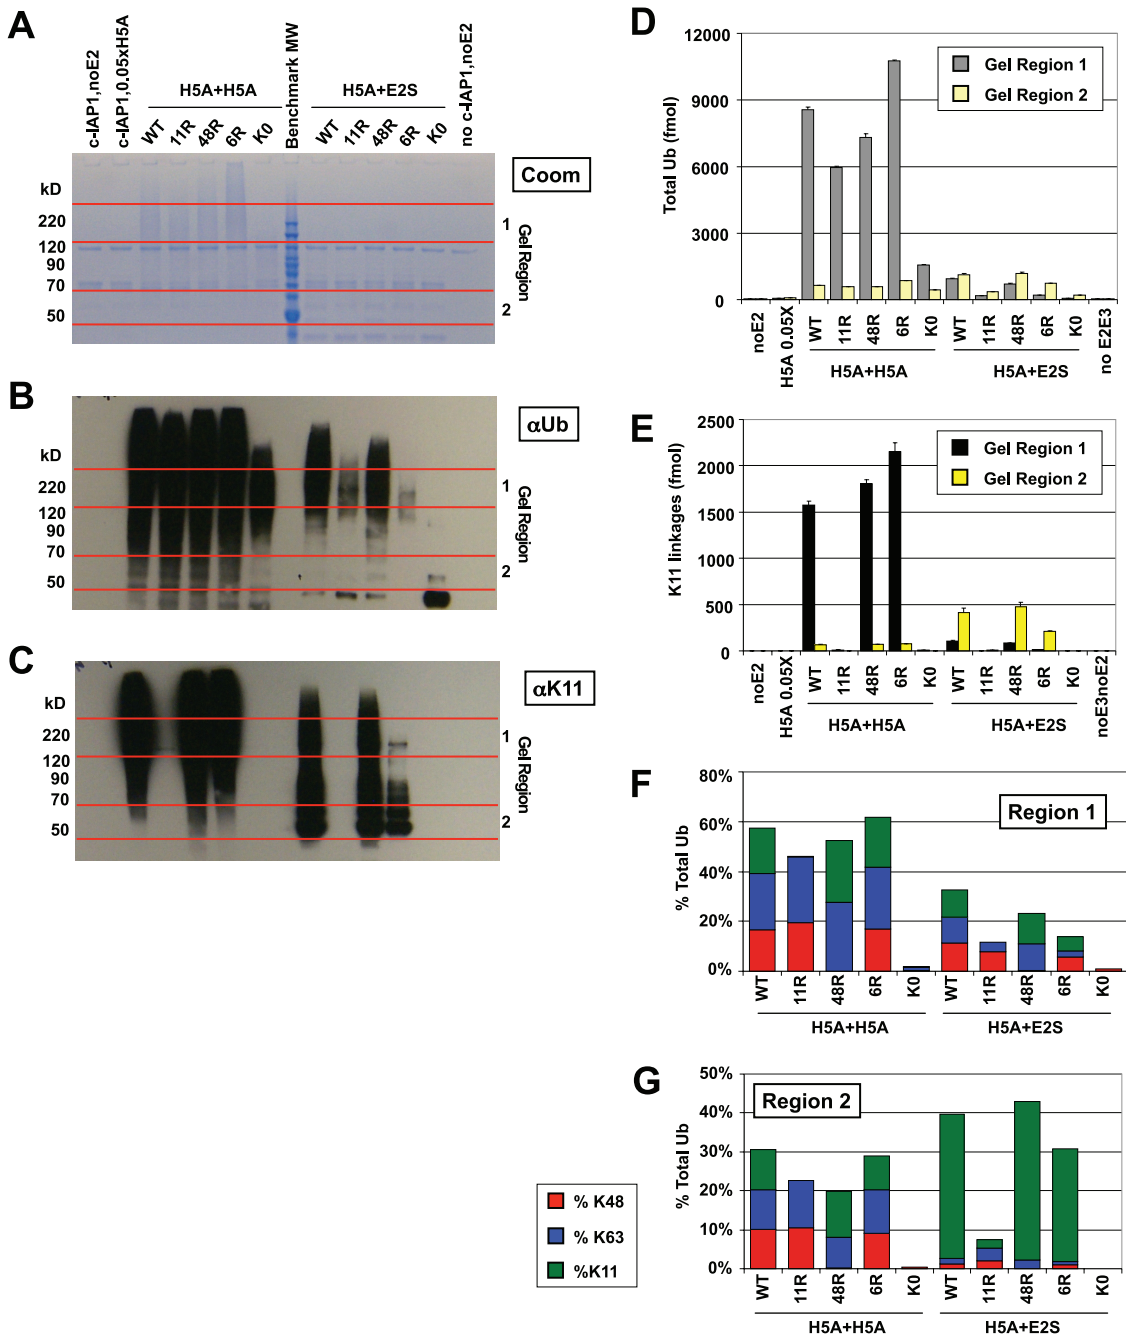 A
c-IAP1,noE2
c-IAP1,0.05xH5A
H5A+H5A
WT
11R
48R
6R
K0
Benchmark MW
H5A+E2S
WT
11R
48R
6R
K0
no c-IAP1,noE2
Coom
kD
220
120
90
70
50
1
2
Gel Region
B
αUb
kD
220
120
90
70
50
1
2
Gel Region
C
αK11
kD
220
120
90
70
50
1
2
Gel Region
D
Total Ub (fmol)
12000
9000
6000
3000
0
Gel Region 1
Gel Region 2
noE2
H5A 0.05X
WT
11R
48R
6R
K0
WT
11R
48R
6R
K0
no E2E3
H5A+H5A
H5A+E2S
E
K11 linkages (fmol)
2500
2000
1500
1000
500
0
Gel Region 1
Gel Region 2
noE2
H5A 0.05X
WT
11R
48R
6R
K0
WT
11R
48R
6R
K0
noE3noE2
H5A+H5A
H5A+E2S
F
% Total Ub
80%
60%
40%
20%
0%
Region 1
WT
11R
48R
6R
K0
WT
11R
48R
6R
K0
H5A+H5A
H5A+E2S
G
% Total Ub
50%
40%
30%
20%
10%
0%
Region 2
WT
11R
48R
6R
K0
WT
11R
48R
6R
K0
H5A+H5A
H5A+E2S
% K48
% K63
%K11